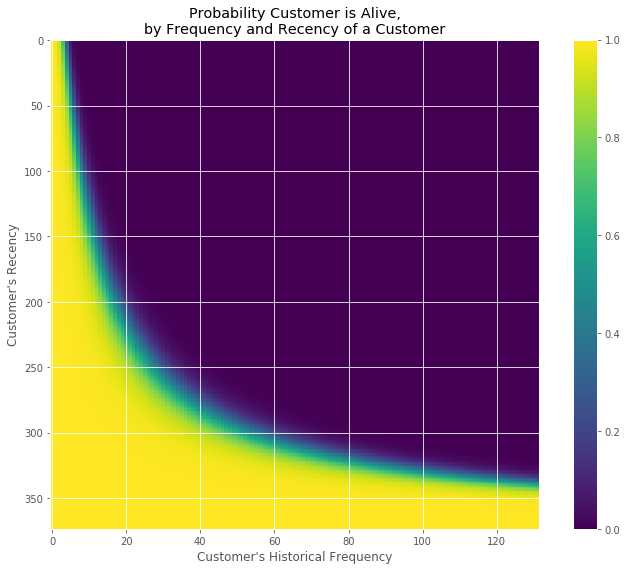 Probability Customer is Alive,
by Frequency and Recency of a Customer
0
50
100
150
200
250
300
350
Customer's Recency
0 20 40 60 80 100 120
Customer's Historical Frequency
1.0
0.8
0.6
0.4
0.2
0.0